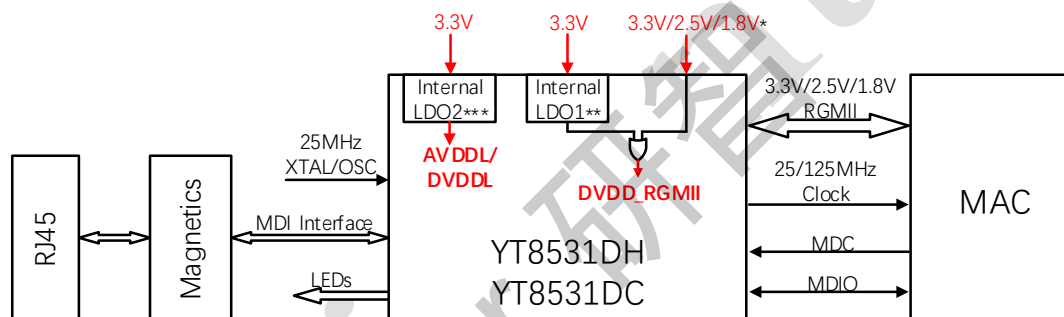 3.3V
3.3V
3.3V/2.5V/1.8V*
Internal
LDO2***
Internal
LDO1**
3.3V/2.5V/1.8V
RGMII
25MHz
XTAL/OSC
AVDDL/
DVDDL
DVDD_RGMII
25/125MHz
Clock
RJ45
Magnetics
MDI Interface
MAC
YT8531DH
YT8531DC
MDC
LEDs
MDIO
研智